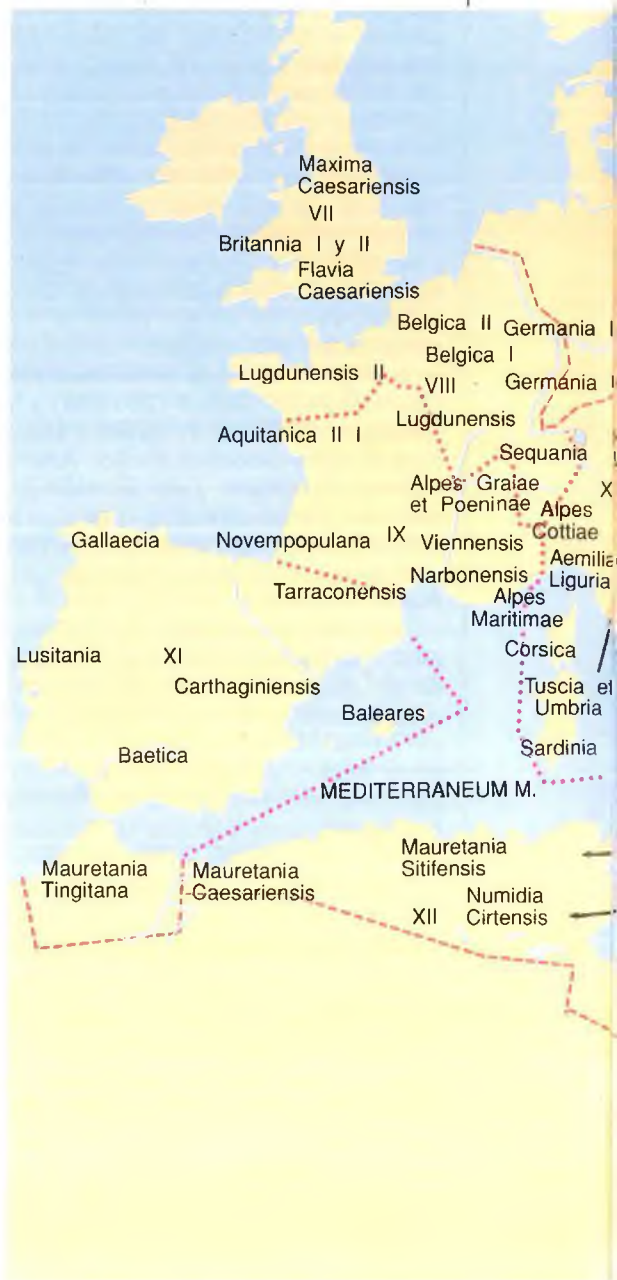 Maxima
Caesariensis
VII
Britannia I y II
Flavia
Caesariensis
Belgica II
Germania I
Belgica I
Lugdunensis II
VIII
Germania
Lugdunensis
Aquitanica II I
Sequania
Alpes Graiae
et Poeninae
X
Alpes
Cottiae
Gallaecia
Novempopulana
IX
Viennensis
Aemilia
Liguria
Narbonensis
Tarraconensis
Alpes
Maritimae
Corsica
Lusitania
XI
Carthaginiensis
Tuscia et
Umbria
Baleares
Baetica
Sardinia
MEDITERRANEUM M.
Mauretania
Tingitana
Mauretania
Caesariensis
Mauretania
Sitifensis
XII
Numidia
Cirtensis